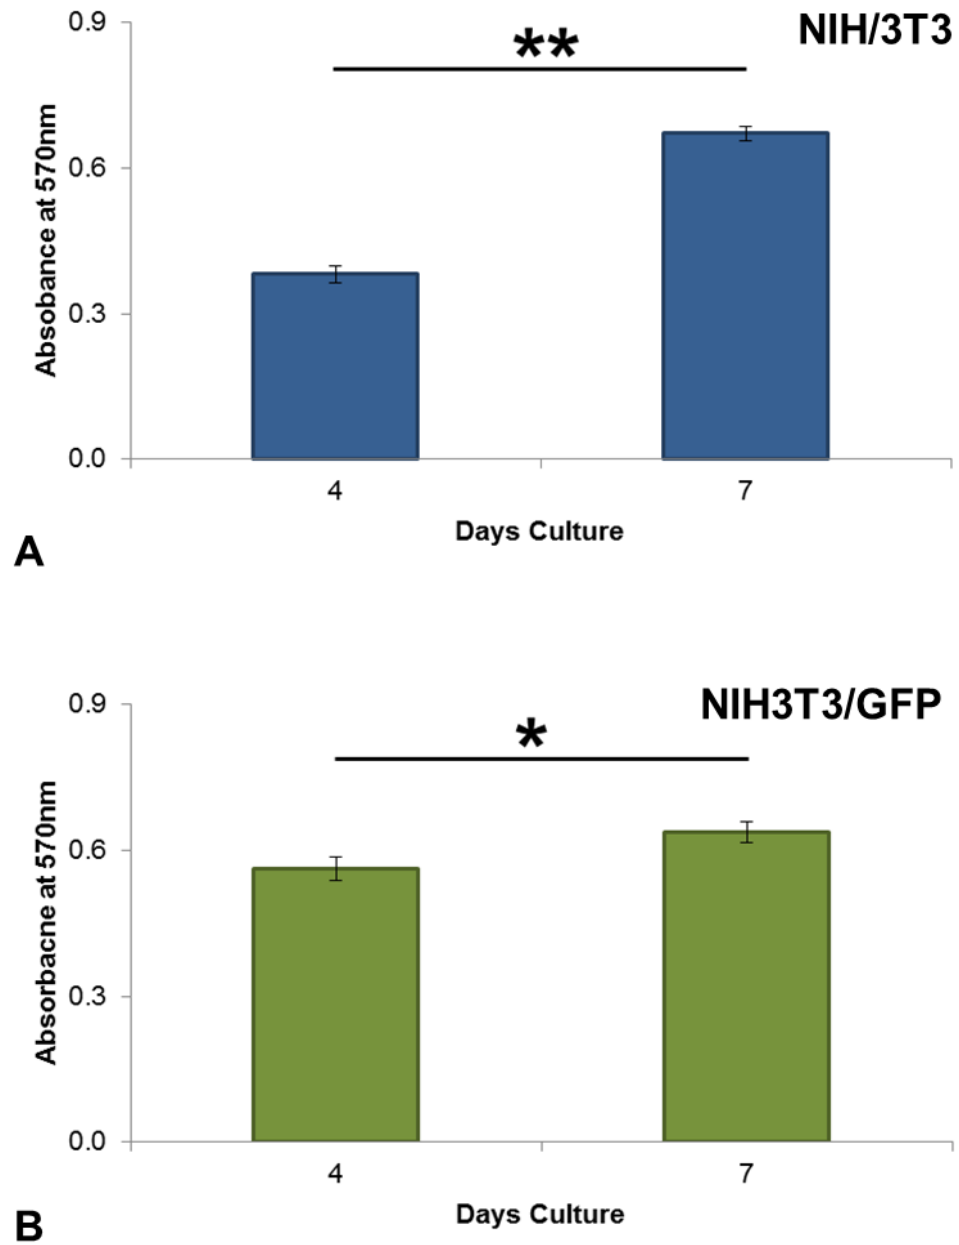 NIH/3T3
**
Absobance at 570nm
0.9
0.6
0.3
0.0
4
7
Days Culture
A
NIH3T3/GFP
*
Absorbacne at 570nm
0.9
0.6
0.3
0.0
4
7
Days Culture
B